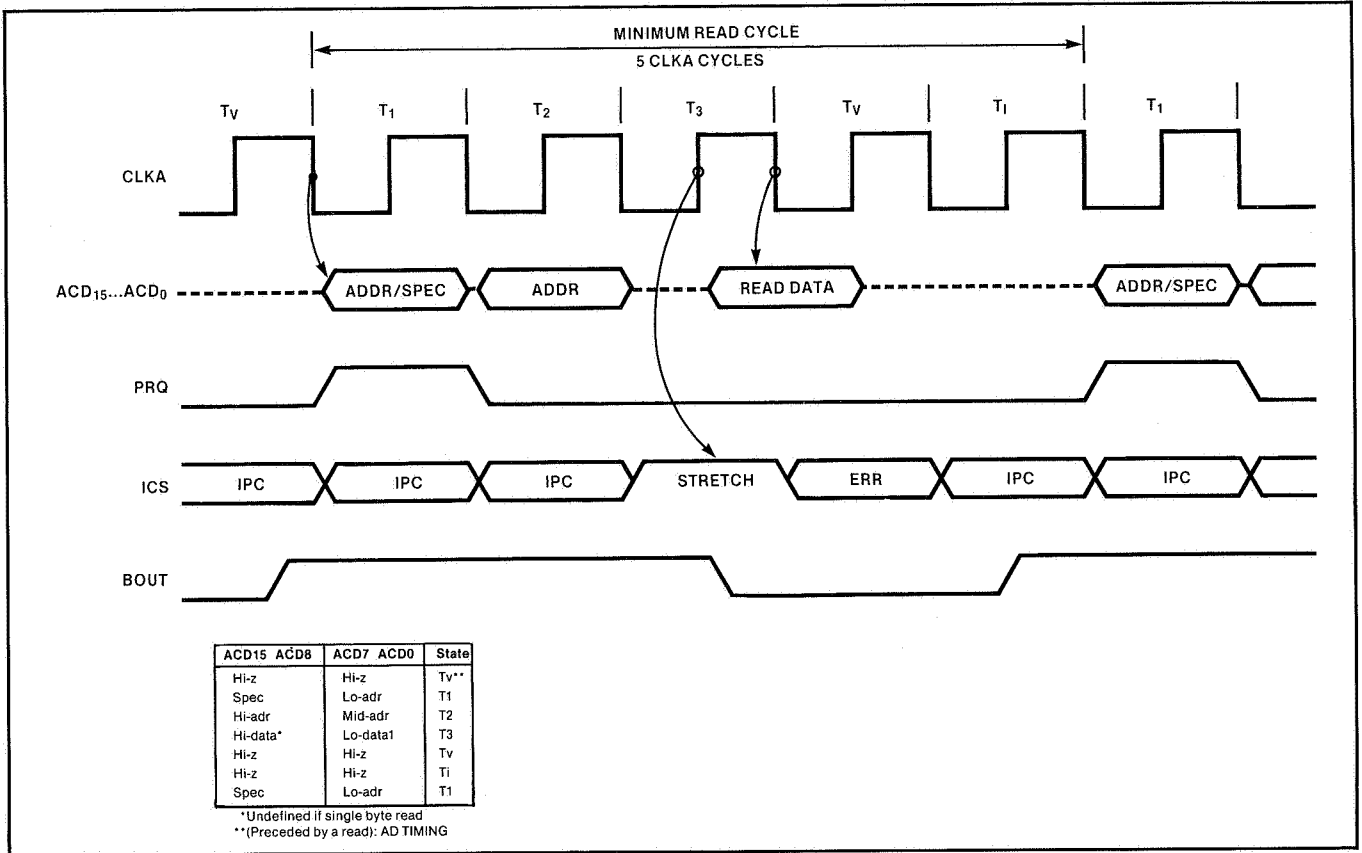 MINIMUM READ CYCLE
5 CLKA CYCLES
TV T1 T2 T3 TV TI T1
CLKA
ACD15...ACD0 ADDR/SPEC ADDR READ DATA ADDR/SPEC
PRQ
ICS IPC IPC IPC STRETCH ERR IPC IPC
BOUT
ACD15 ACD8 ACD7 ACD0 State
Hi-z Hi-z Tv**
Spec Lo-adr T1
Hi-adr Mid-adr T2
Hi-data* Lo-data1 T3
Hi-z Hi-z Tv
Hi-z Hi-z Ti
Spec Lo-adr T1
*Undefined if single byte read
**(Preceded by a read): AD TIMING